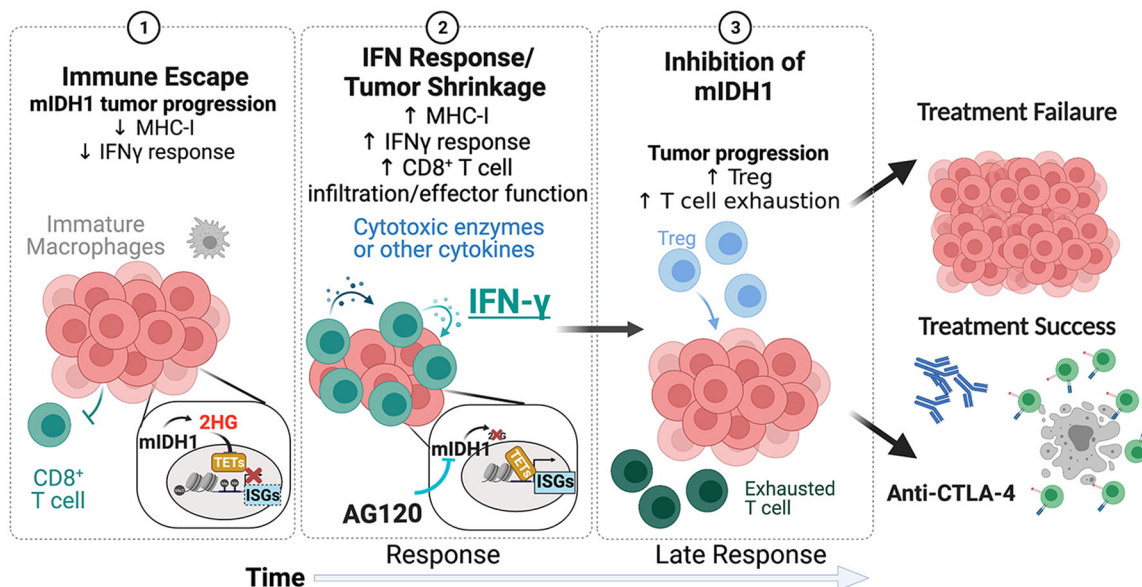 1
Immune Escape
mIDH1 tumor progression
↓ MHC-I
↓ IFNγ response
Immature
Macrophages
CD8⁺
T cell
mIDH1
2HG
TETs
ISGs
2
IFN Response/
Tumor Shrinkage
↑ MHC-I
↑ IFNγ response
↑ CD8⁺ T cell
infiltration/effector function
Cytotoxic enzymes
or other cytokines
IFN-γ
mIDH1
2HG
TETs
ISGs
AG120
3
Inhibition of
mIDH1
Tumor progression
↑ Treg
↑ T cell exhaustion
Treg
Exhausted
T cell
Treatment Failaure
Treatment Success
Anti-CTLA-4
Response
Late Response
Time